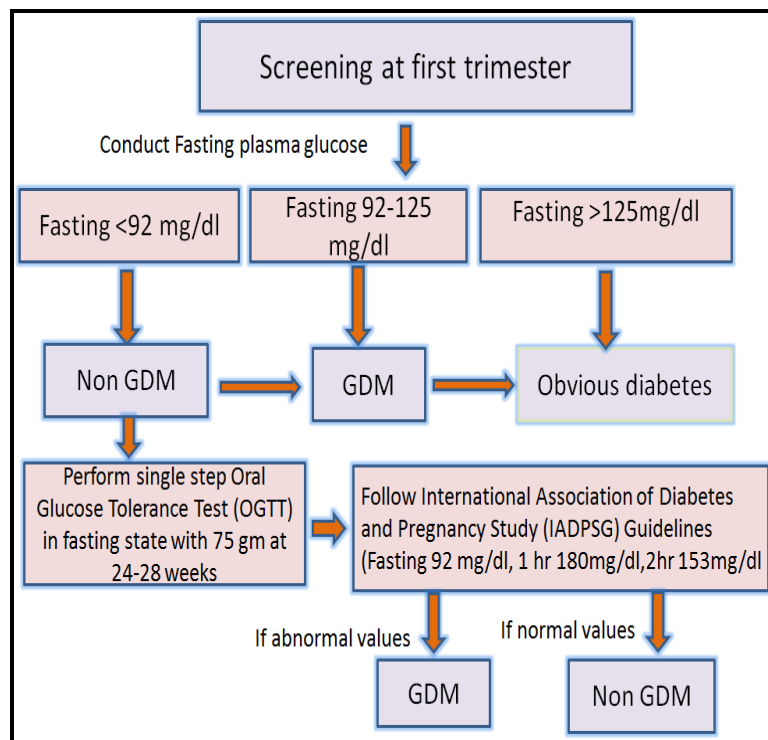 Screening at first trimester
Conduct Fasting plasma glucose
Fasting <92 mg/dl
Fasting 92-125
mg/dl
Fasting >125mg/dl
Non GDM
GDM
Obvious diabetes
Perform single step Oral
Glucose Tolerance Test (OGTT)
in fasting state with 75 gm at
24-28 weeks
Follow International Association of Diabetes
and Pregnancy Study (IADPSG) Guidelines
(Fasting 92 mg/dl, 1 hr 180mg/dl,2hr 153mg/dl
If abnormal values
If normal values
GDM
Non GDM